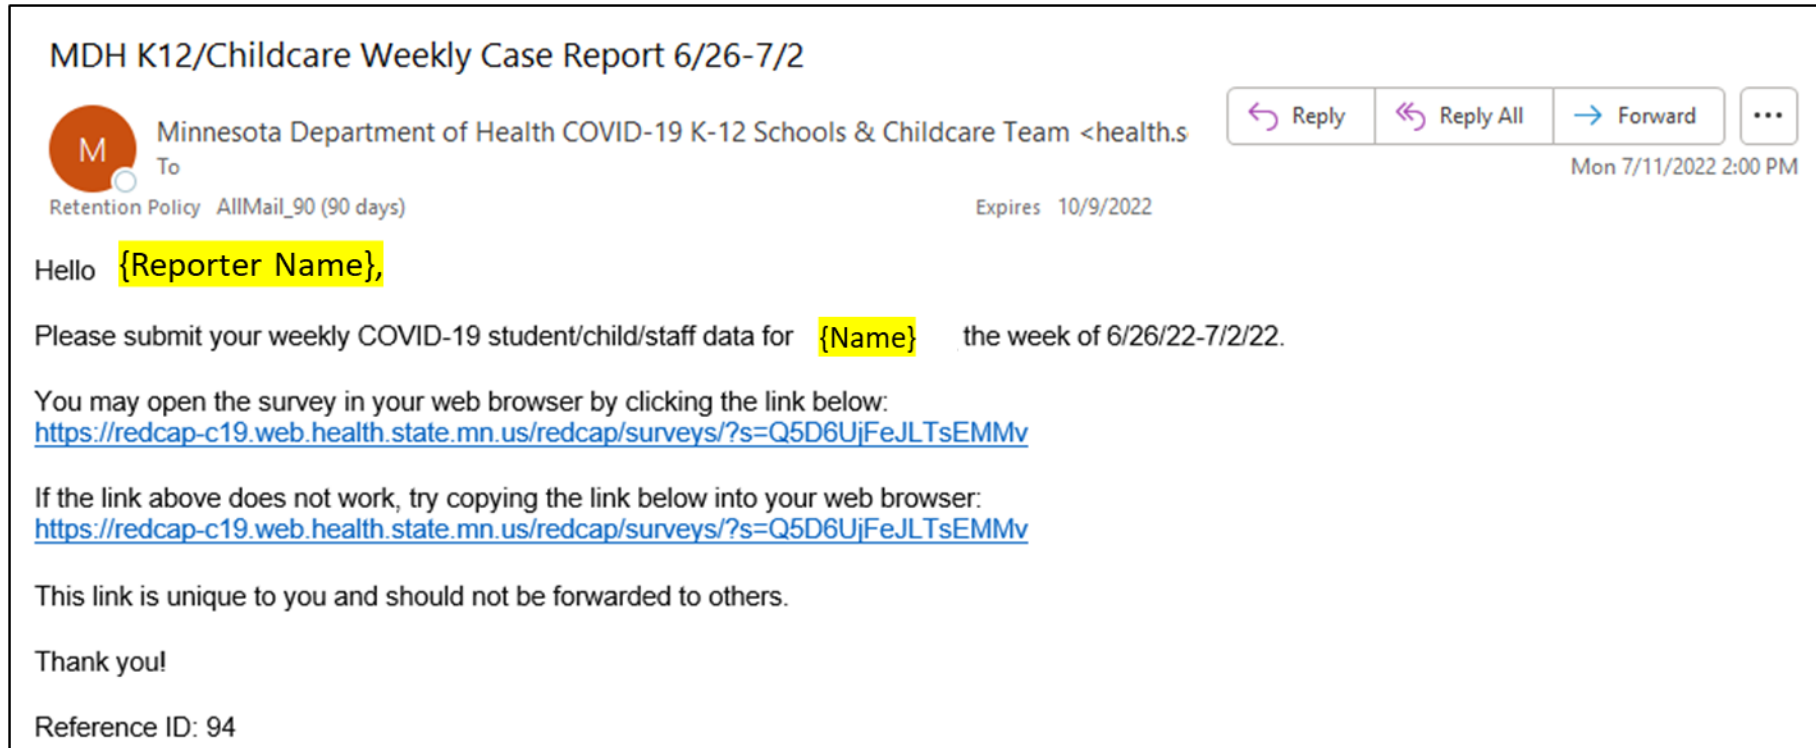 MDH K12/Childcare Weekly Case Report 6/26-7/2
Reply
Reply All
Forward
M
Minnesota Department of Health COVID-19 K-12 Schools & Childcare Team <health.s
To
Mon 7/11/2022 2:00 PM
Retention Policy AllMail_90 (90 days)
Expires 10/9/2022
Hello {Reporter Name},
Please submit your weekly COVID-19 student/child/staff data for {Name} the week of 6/26/22-7/2/22.
You may open the survey in your web browser by clicking the link below:
https://redcap-c19.web.health.state.mn.us/redcap/surveys/?s=Q5D6UjFeJLTsEMMv
If the link above does not work, try copying the link below into your web browser:
https://redcap-c19.web.health.state.mn.us/redcap/surveys/?s=Q5D6UjFeJLTsEMMv
This link is unique to you and should not be forwarded to others.
Thank you!
Reference ID: 94